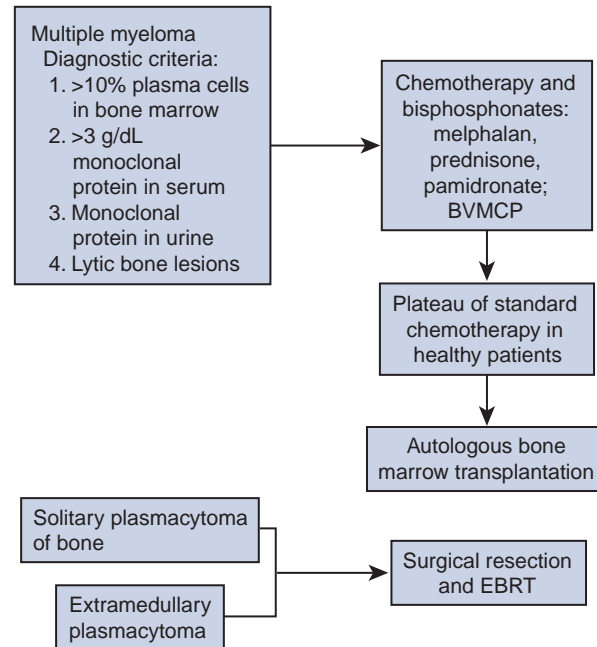 Multiple myeloma
Diagnostic criteria:
1. >10% plasma cells
in bone marrow
2. >3 g/dL
monoclonal
protein in serum
3. Monoclonal
protein in urine
4. Lytic bone lesions
Chemotherapy and
bisphosphonates:
melphalan,
prednisone,
pamidronate;
BVMCP
Plateau of standard
chemotherapy in
healthy patients
Autologous bone
marrow transplantation
Solitary plasmacytoma
of bone
Extramedullary
plasmacytoma
Surgical resection
and EBRT